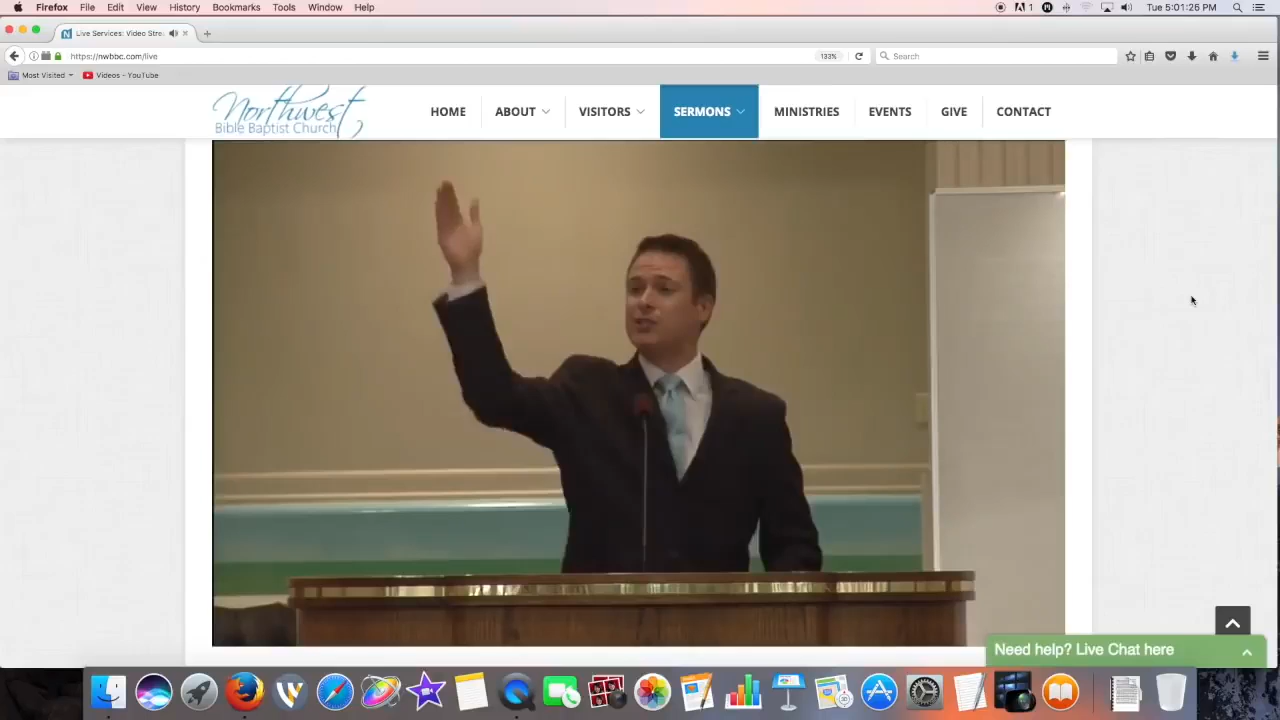 Firefox File Edit View History Bookmarks Tools Window Help
1
Tue 5:01:26 PM
Live Services: Video Stre
https://nwbbc.com/live
133%
Search
Most Visited
Videos - YouTube
Northwest
Bible Baptist Church
HOME
ABOUT
VISITORS
SERMONS
MINISTRIES
EVENTS
GIVE
CONTACT
Need help? Live Chat here